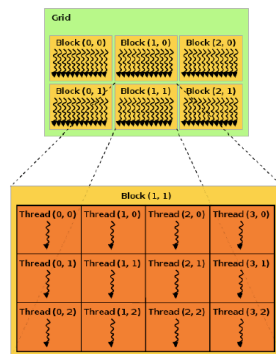 Grid
Block (0, 0) Block (1, 0) Block (2, 0)
Block (0, 1) Block (1, 1) Block (2, 1)
Block (1, 1)
Thread (0, 0) Thread (1, 0) Thread (2, 0) Thread (3, 0)
Thread (0, 1) Thread (1, 1) Thread (2, 1) Thread (3, 1)
Thread (0, 2) Thread (1, 2) Thread (2, 2) Thread (3, 2)